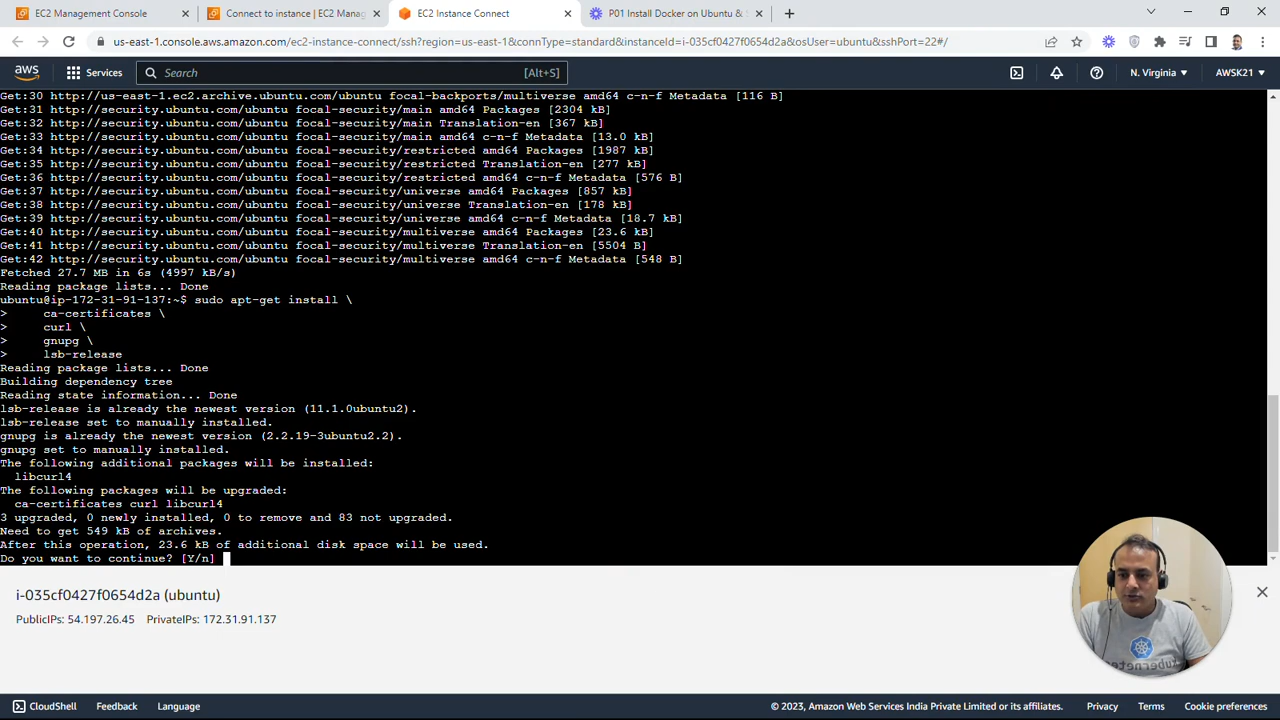 EC2 Management Console
Connect to instance | EC2 Manag
EC2 Instance Connect
P01 Install Docker on Ubuntu &
us-east-1.console.aws.amazon.com/ec2-instance-connect/ssh?region=us-east-1&connType=standard&instanceId=i-035cf0427f0654d2a&osUser=ubuntu&sshPort=22#/
aws
Services
Search
[Alt+S]
N. Virginia
AWSK21
Get:30 http://us-east-1.ec2.archive.ubuntu.com/ubuntu focal-backports/multiverse amd64 c-n-f Metadata [116 B]
Get:31 http://security.ubuntu.com/ubuntu focal-security/main amd64 Packages [2304 kB]
Get:32 http://security.ubuntu.com/ubuntu focal-security/main Translation-en [367 kB]
Get:33 http://security.ubuntu.com/ubuntu focal-security/main amd64 c-n-f Metadata [13.0 kB]
Get:34 http://security.ubuntu.com/ubuntu focal-security/restricted amd64 Packages [1987 kB]
Get:35 http://security.ubuntu.com/ubuntu focal-security/restricted Translation-en [277 kB]
Get:36 http://security.ubuntu.com/ubuntu focal-security/restricted amd64 c-n-f Metadata [576 B]
Get:37 http://security.ubuntu.com/ubuntu focal-security/universe amd64 Packages [857 kB]
Get:38 http://security.ubuntu.com/ubuntu focal-security/universe Translation-en [178 kB]
Get:39 http://security.ubuntu.com/ubuntu focal-security/universe amd64 c-n-f Metadata [18.7 kB]
Get:40 http://security.ubuntu.com/ubuntu focal-security/multiverse amd64 Packages [23.6 kB]
Get:41 http://security.ubuntu.com/ubuntu focal-security/multiverse Translation-en [5504 B]
Get:42 http://security.ubuntu.com/ubuntu focal-security/multiverse amd64 c-n-f Metadata [548 B]
Fetched 27.7 MB in 6s (4997 kB/s)
Reading package lists... Done
ubuntu@ip-172-31-91-137:~$ sudo apt-get install \
>     ca-certificates \
>     curl \
>     gnupg \
>     lsb-release
Reading package lists... Done
Building dependency tree
Reading state information... Done
lsb-release is already the newest version (11.1.0ubuntu2).
lsb-release set to manually installed.
gnupg is already the newest version (2.2.19-3ubuntu2.2).
gnupg set to manually installed.
The following additional packages will be installed:
  libcurl4
The following packages will be upgraded:
  ca-certificates curl libcurl4
3 upgraded, 0 newly installed, 0 to remove and 83 not upgraded.
Need to get 549 kB of archives.
After this operation, 23.6 kB of additional disk space will be used.
Do you want to continue? [Y/n]
i-035cf0427f0654d2a (ubuntu)
PublicIPs: 54.197.26.45    PrivateIPs: 172.31.91.137
CloudShell
Feedback
Language
© 2023, Amazon Web Services India Private Limited or its affiliates.
Privacy
Terms
Cookie preferences